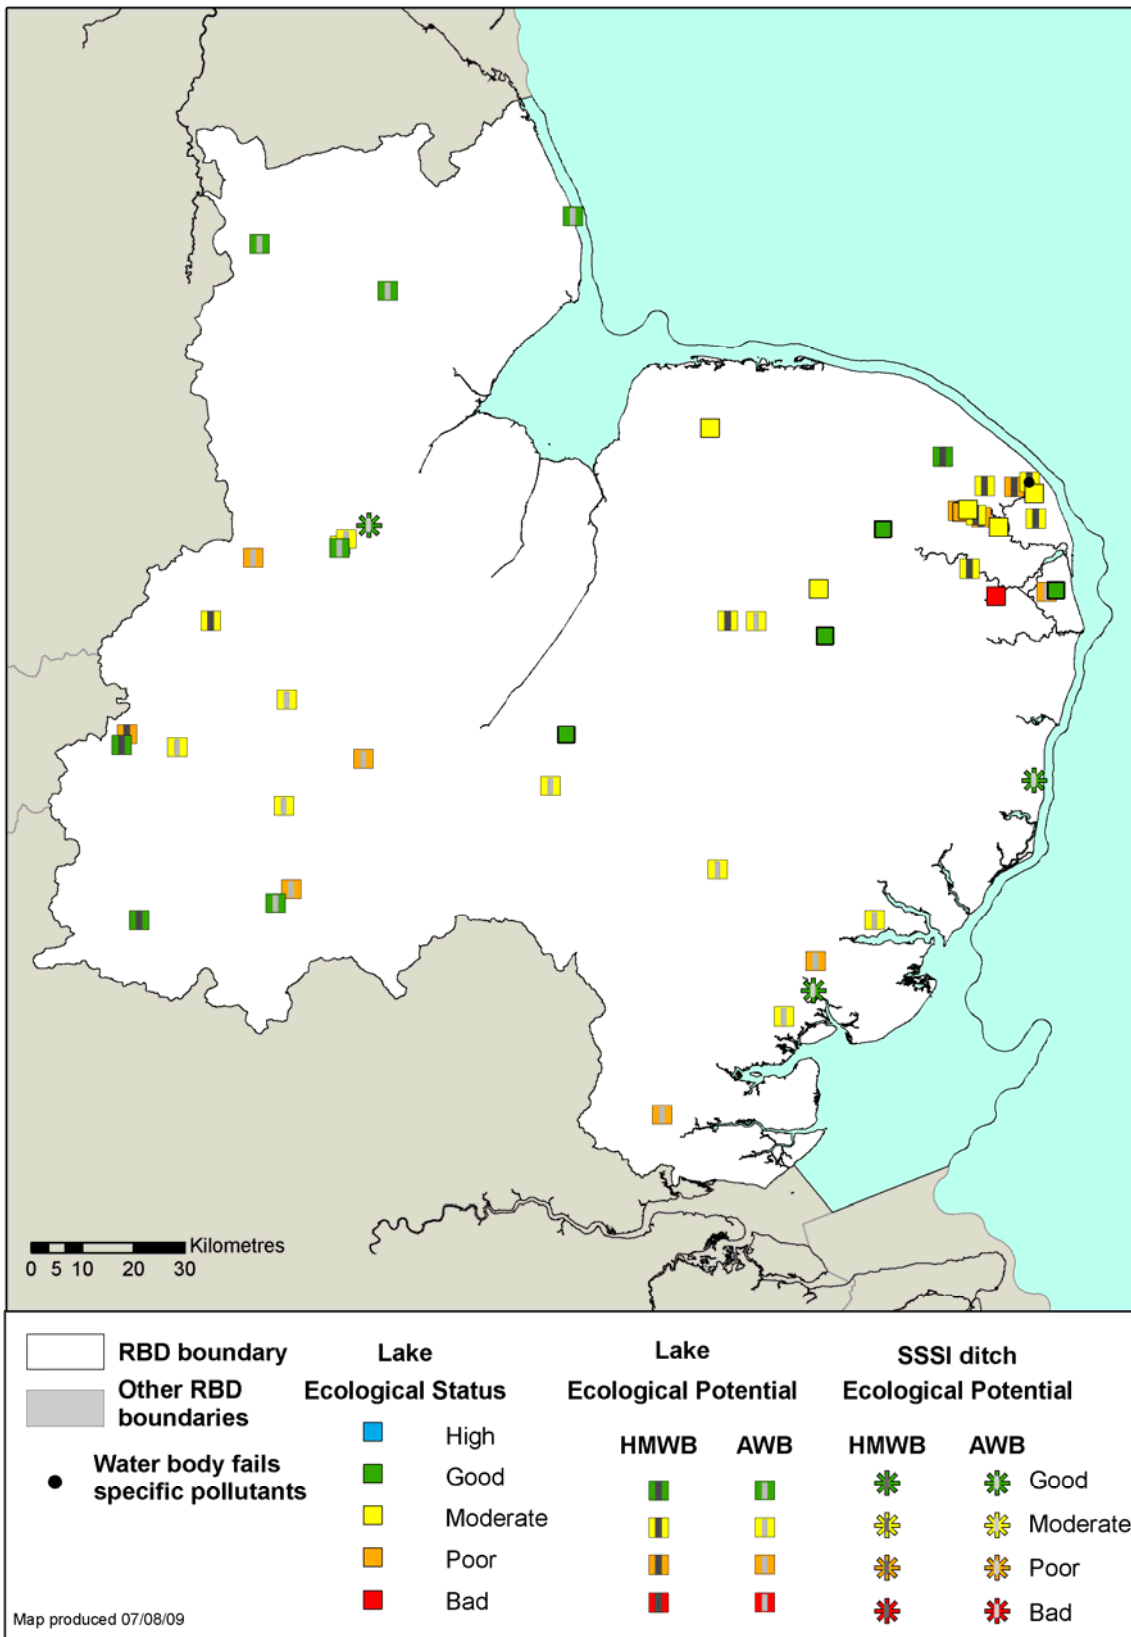 Kilometres
0 5 10 20 30
RBD boundary
Other RBD
boundaries
Water body fails
specific pollutants
Lake
Ecological Status
High
Good
Moderate
Poor
Bad
Lake
Ecological Potential
HMWB AWB
SSSI ditch
Ecological Potential
HMWB AWB
Good
Moderate
Poor
Bad
Map produced 07/08/09